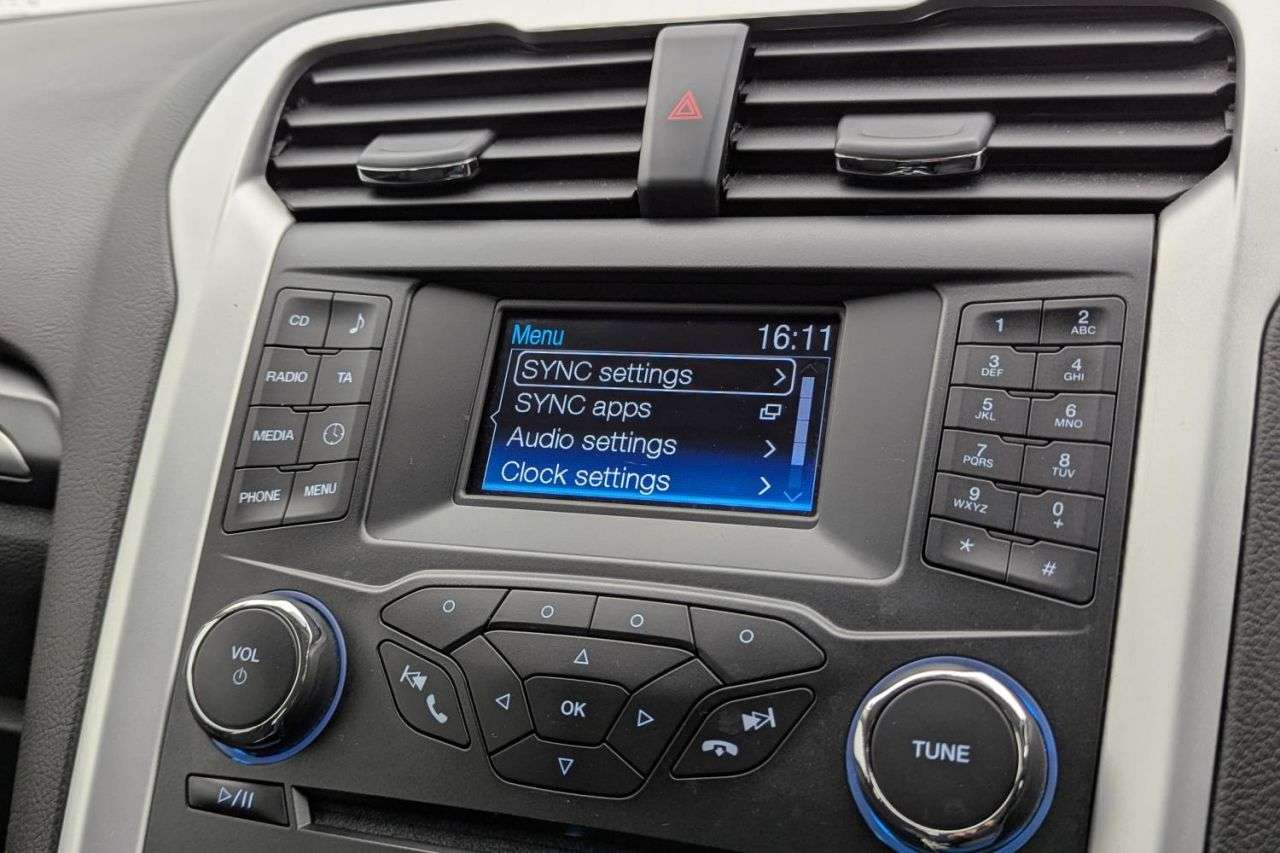 CD
RADIO TA
MEDIA
PHONE MENU
Menu 16:11
SYNC settings
SYNC apps
Audio settings
Clock settings
1 2 ABC
3 DEF 4 GHI
5 JKL 6 MNO
7 PQRS 8 TUV
9 WXYZ 0 +
* #
VOL
OK
TUNE